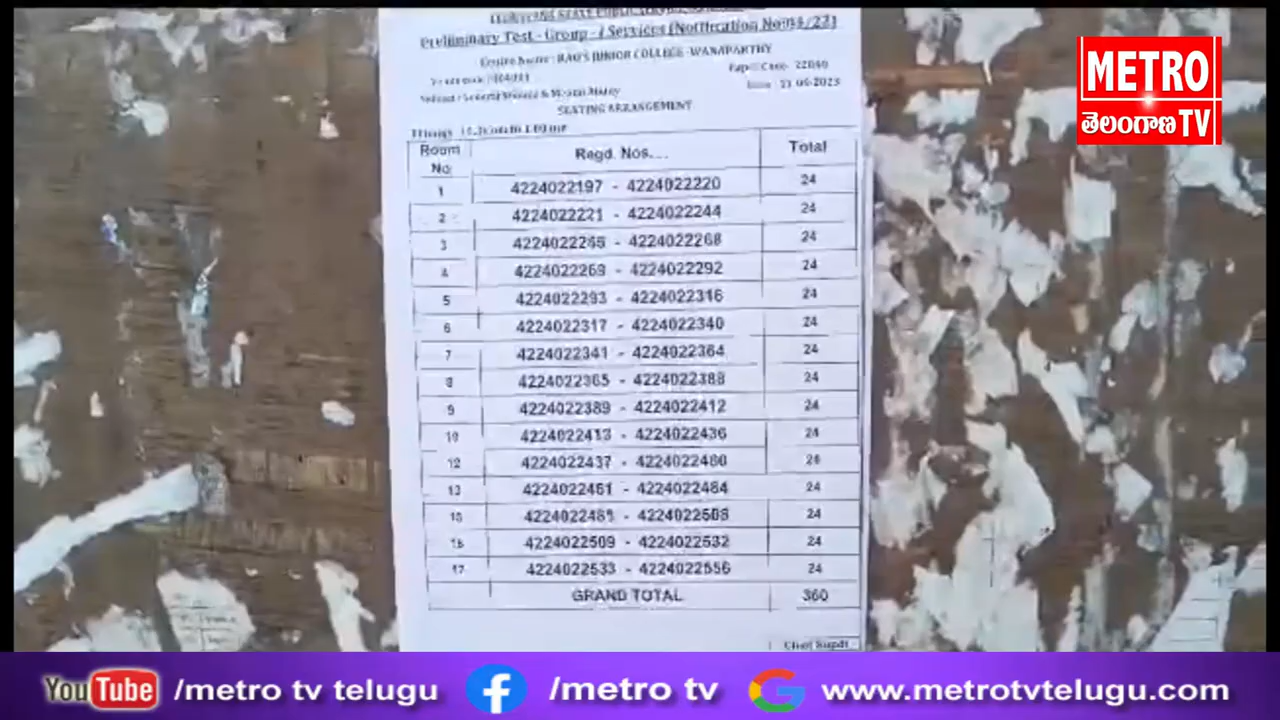 Preliminary Test - Group - I Services (Notification No
Centre Name : RAO'S JUNIOR COLLEGE - WANAPARTHY
SEATING ARRANGEMENT
METRO
తెలంగాణ TV
Room No Regd. Nos... Total
1 4224022197 - 4224022220 24
2 4224022221 - 4224022244 24
3 4224022245 - 4224022268 24
4 4224022269 - 4224022292 24
5 4224022293 - 4224022316 24
6 4224022317 - 4224022340 24
7 4224022341 - 4224022364 24
8 4224022365 - 4224022388 24
9 4224022389 - 4224022412 24
10 4224022413 - 4224022436 24
12 4224022437 - 4224022460 24
13 4224022461 - 4224022484 24
4224022485 - 4224022508 24
16 4224022509 - 4224022532 24
17 4224022533 - 4224022556 24
GRAND TOTAL 360
Chief Supdt
YouTube /metro tv telugu f /metro tv G www.metrotvtelugu.com